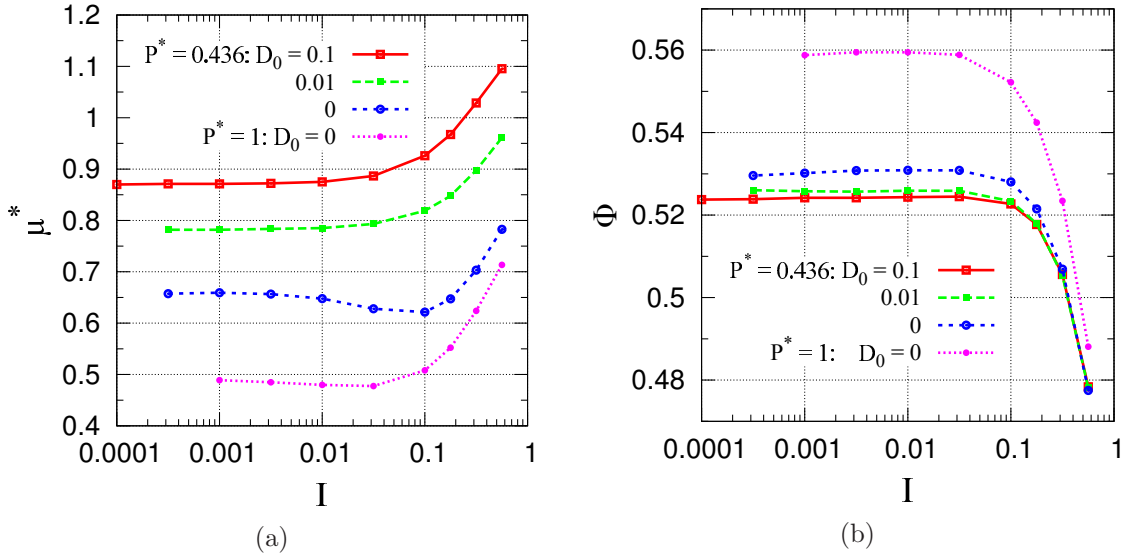 1.2
1.1
1
0.9
0.8
0.7
0.6
0.5
0.4
μ*
P* = 0.436: D₀ = 0.1
0.01
0
P* = 1: D₀ = 0
0.0001
0.001
0.01
0.1
1
I
(a)
0.56
0.54
0.52
0.5
0.48
Φ
P* = 0.436: D₀ = 0.1
0.01
0
P* = 1: D₀ = 0
0.0001
0.001
0.01
0.1
1
I
(b)